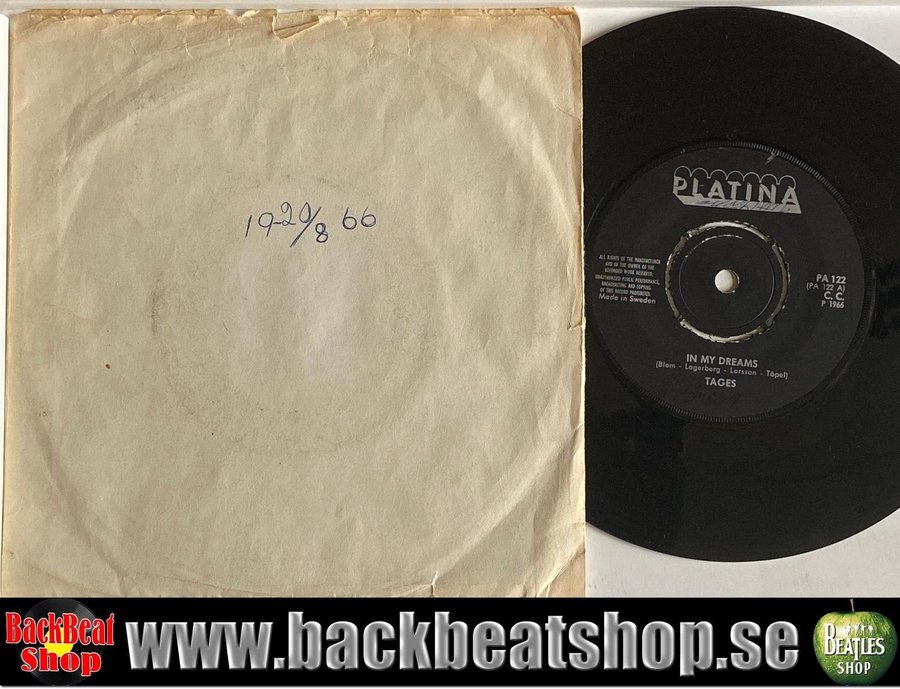 19-20/8 66
PLATINA
ALL RIGHTS OF THE MANUFACTURER
AND OF THE OWNER OF THE
RECORDED WORK RESERVED.
UNAUTHORIZED PUBLIC PERFORMANCE,
BROADCASTING AND COPYING
OF THIS RECORD PROHIBITED.
Made in Sweden
PA 122
(PA 122 A)
C. C.
P 1966
IN MY DREAMS
(Blom - Lagerberg - Larsson - Töpel)
TAGES
BackBeat
Shop
www.backbeatshop.se
BEATLES
SHOP